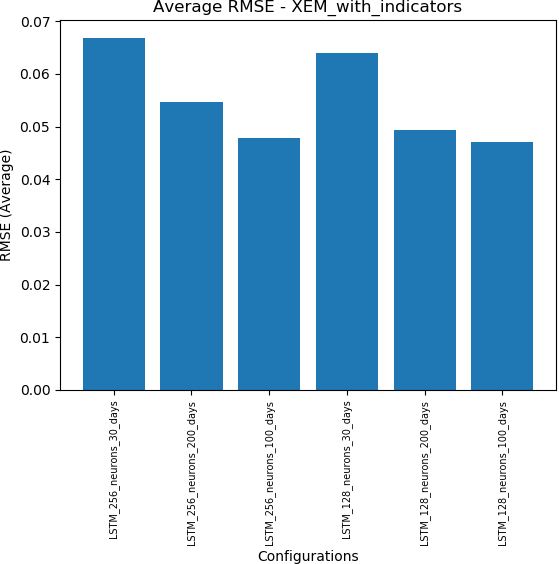 Average RMSE - XEM_with_indicators
RMSE (Average)
0.07
0.06
0.05
0.04
0.03
0.02
0.01
0.00
LSTM_256_neurons_30_days
LSTM_256_neurons_200_days
LSTM_256_neurons_100_days
LSTM_128_neurons_30_days
LSTM_128_neurons_200_days
LSTM_128_neurons_100_days
Configurations